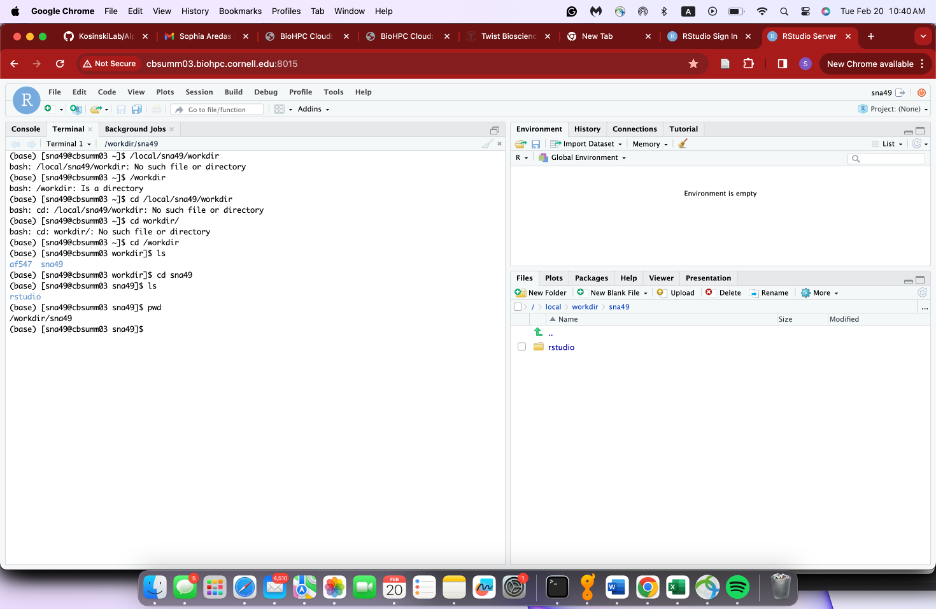 Google Chrome File Edit View History Bookmarks Profiles Tab Window Help
A Tue Feb 20 10:40 AM
KosinskiLab/Al Sophia Aredas BioHPC Cloud: BioHPC Cloud: Twist Bioscienc New Tab RStudio Sign In RStudio Server
Not Secure cbsumm03.biohpc.cornell.edu:8015
S New Chrome available
R File Edit Code View Plots Session Build Debug Profile Tools Help
sna49
Go to file/function Addins
Project: (None)
Console Terminal Background Jobs
Terminal 1 /workdir/sna49
(base) [sna49@cbsumm03 ~]$ /local/sna49/workdir
bash: /local/sna49/workdir: No such file or directory
(base) [sna49@cbsumm03 ~]$ /workdir
bash: /workdir: Is a directory
(base) [sna49@cbsumm03 ~]$ cd /local/sna49/workdir
bash: cd: /local/sna49/workdir: No such file or directory
(base) [sna49@cbsumm03 ~]$ cd workdir/
bash: cd: workdir/: No such file or directory
(base) [sna49@cbsumm03 ~]$ cd /workdir
(base) [sna49@cbsumm03 workdir]$ ls
af547 sna49
(base) [sna49@cbsumm03 workdir]$ cd sna49
(base) [sna49@cbsumm03 sna49]$ ls
rstudio
(base) [sna49@cbsumm03 sna49]$ pwd
/workdir/sna49
(base) [sna49@cbsumm03 sna49]$
Environment History Connections Tutorial
Import Dataset Memory List
R Global Environment
Environment is empty
Files Plots Packages Help Viewer Presentation
New Folder New Blank File Upload Delete Rename More
/ local workdir sna49 ...
Name Size Modified
..
rstudio
6 6,510 FEB 20 1